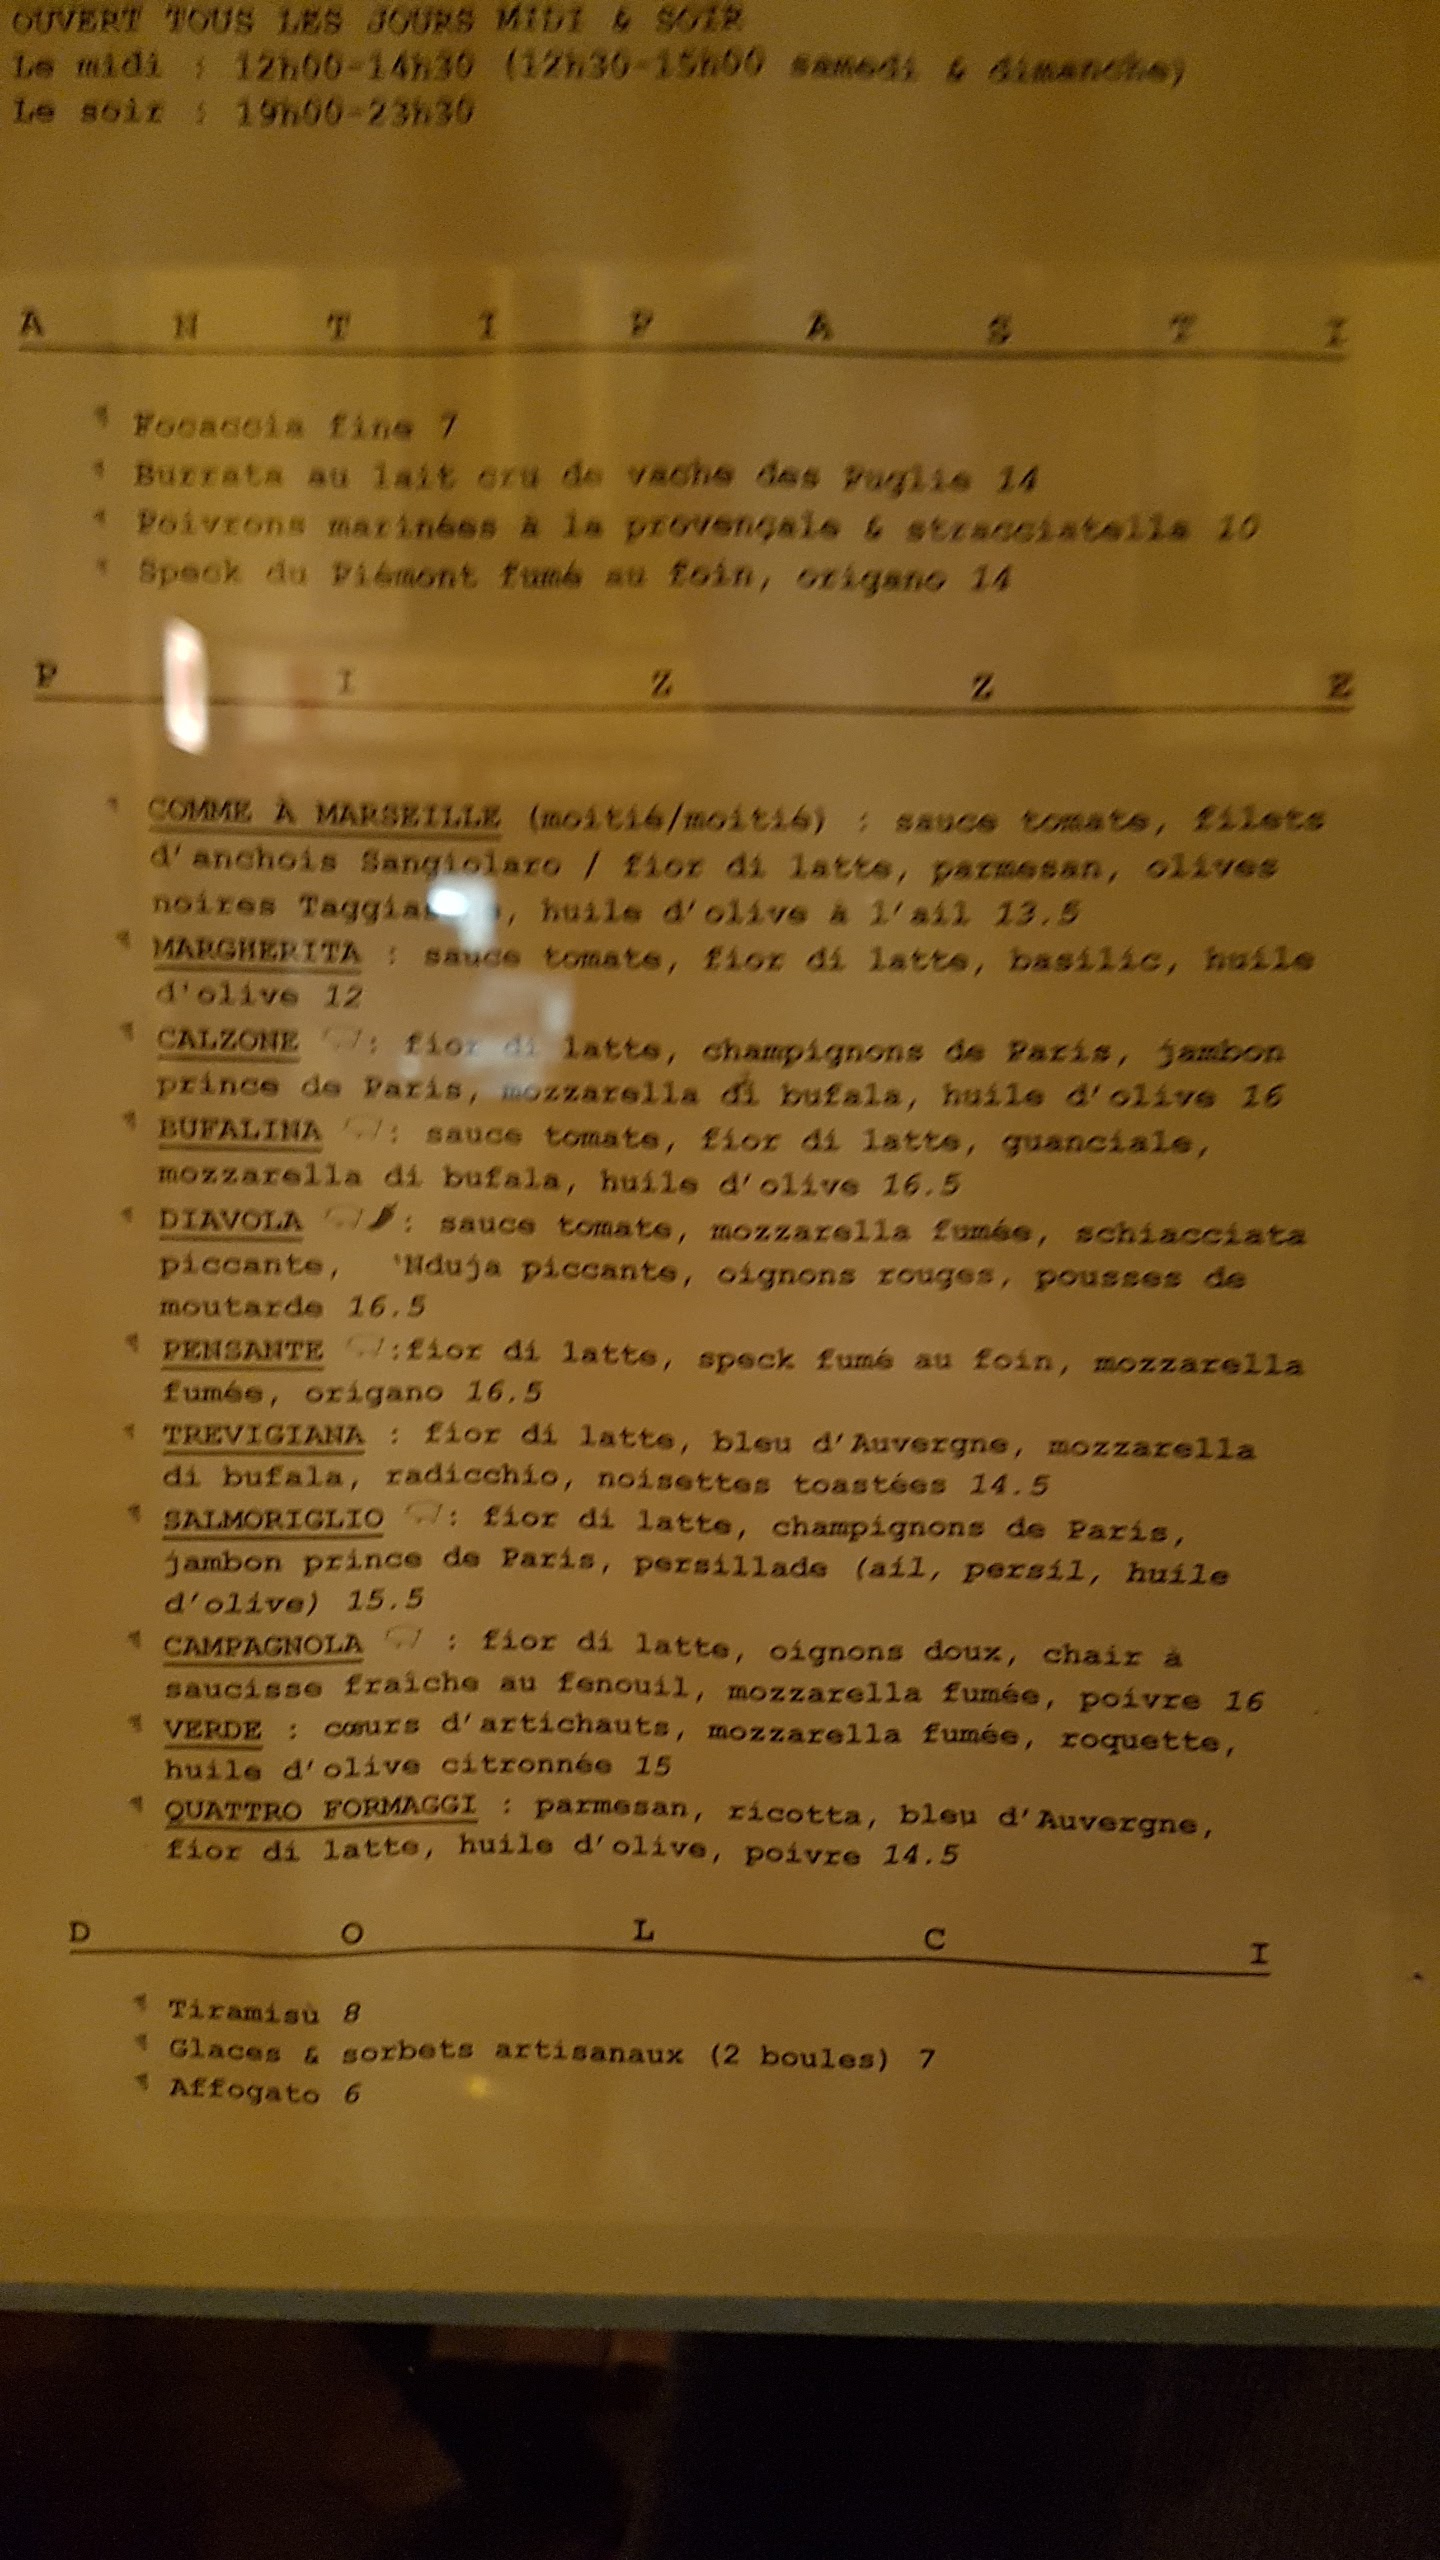 OUVERT TOUS LES JOURS MIDI & SOIR
Le midi : 12h00-14h30 (12h30-15h00 samedi & dimanche)
Le soir : 19h00-23h30
A N T I P A S T I
Focaccia fine 7
Burrata au lait cru de vache des Puglie 14
Poivrons marinées à la provençale & stracciatella 10
Speck du Piémont fumé au foin, origano 14
P I Z Z E
COMME À MARSEILLE (moitié/moitié) : sauce tomate, filets
d'anchois Sangiolaro / fior di latte, parmesan, olives
noires huile d'olive à l'ail 13.5
MARGHERITA : sauce tomate, fior di latte, basilic, huile
d'olive 12
CALZONE : fior di latte, champignons de Paris, jambon
prince de Paris, mozzarella di bufala, huile d'olive 16
BUFALINA : sauce tomate, fior di latte, guanciale,
mozzarella di bufala, huile d'olive 16.5
DIAVOLA : sauce tomate, mozzarella fumée, schiacciata
piccante, 'Nduja piccante, oignons rouges, pousses de
moutarde 16.5
PENSANTE :fior di latte, speck fumé au foin, mozzarella
fumée, origano 16.5
TREVIGIANA : fior di latte, bleu d'Auvergne, mozzarella
di bufala, radicchio, noisettes toastées 14.5
SALMORIGLIO : fior di latte, champignons de Paris,
jambon prince de Paris, persillade (ail, persil, huile
d'olive) 15.5
CAMPAGNOLA : fior di latte, oignons doux, chair à
saucisse fraîche au fenouil, mozzarella fumée, poivre 16
VERDE : cœurs d'artichauts, mozzarella fumée, roquette,
huile d'olive citronnée 15
QUATTRO FORMAGGI : parmesan, ricotta, bleu d'Auvergne,
fior di latte, huile d'olive, poivre 14.5
D O L C I
Tiramisù 8
Glaces & sorbets artisanaux (2 boules) 7
Affogato 6